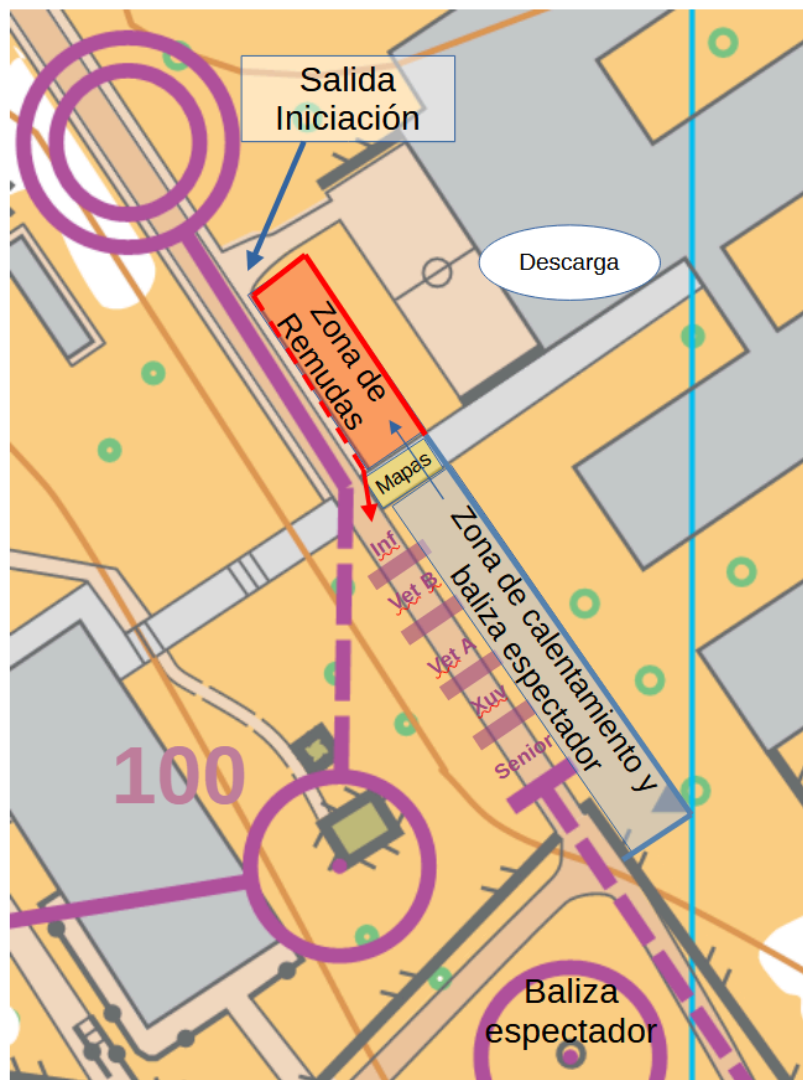 Salida
Iniciación
Descarga
Zona de
Remudas
Mapas
Zona de calentamiento y
baliza espectador
Inf
Vet B
Vet A
Xuv
Senior
100
Baliza
espectador